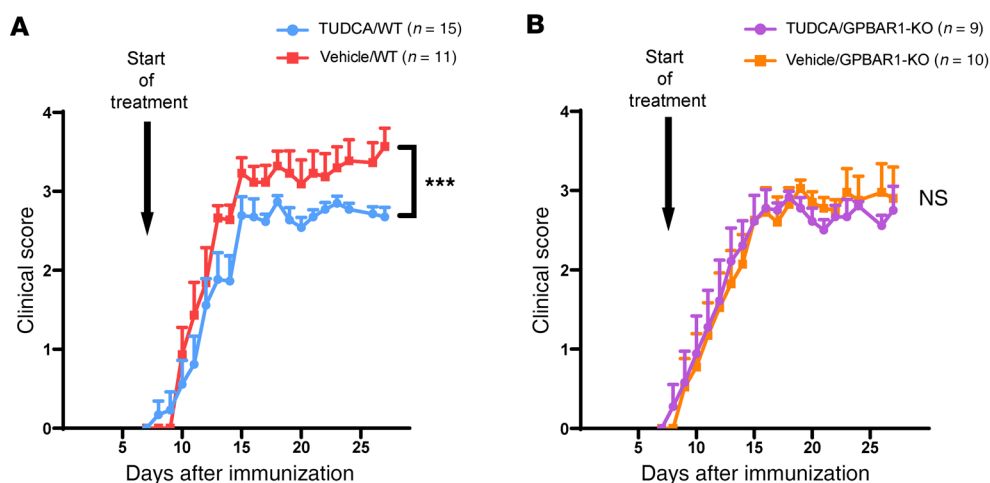 A
TUDCA/WT (n = 15)
Vehicle/WT (n = 11)
Start
of
treatment
4
3
2
1
0
Clinical score
***
5
10
15
20
25
Days after immunization
B
TUDCA/GPBAR1-KO (n = 9)
Vehicle/GPBAR1-KO (n = 10)
Start
of
treatment
4
3
2
1
0
Clinical score
NS
5
10
15
20
25
Days after immunization